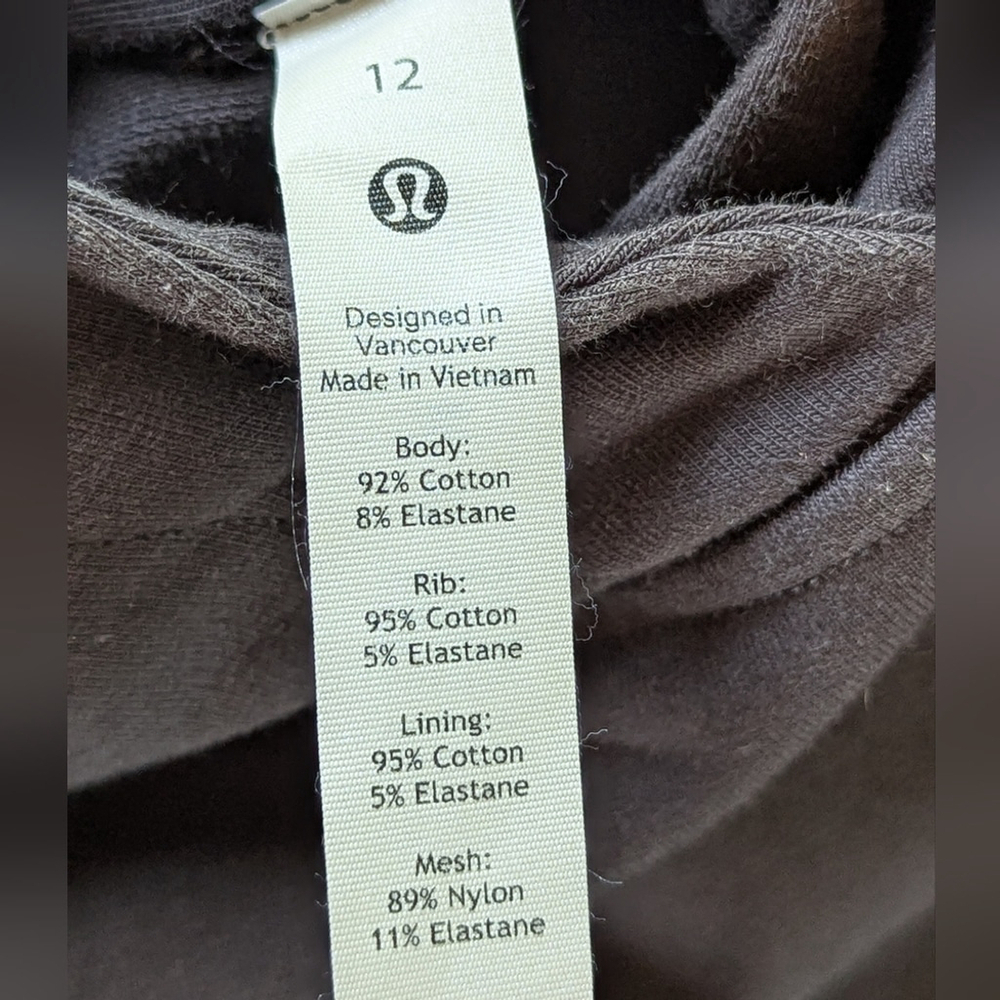 12
Designed in
Vancouver
Made in Vietnam
Body:
92% Cotton
8% Elastane
Rib:
95% Cotton
5% Elastane
Lining:
95% Cotton
5% Elastane
Mesh:
89% Nylon
11% Elastane